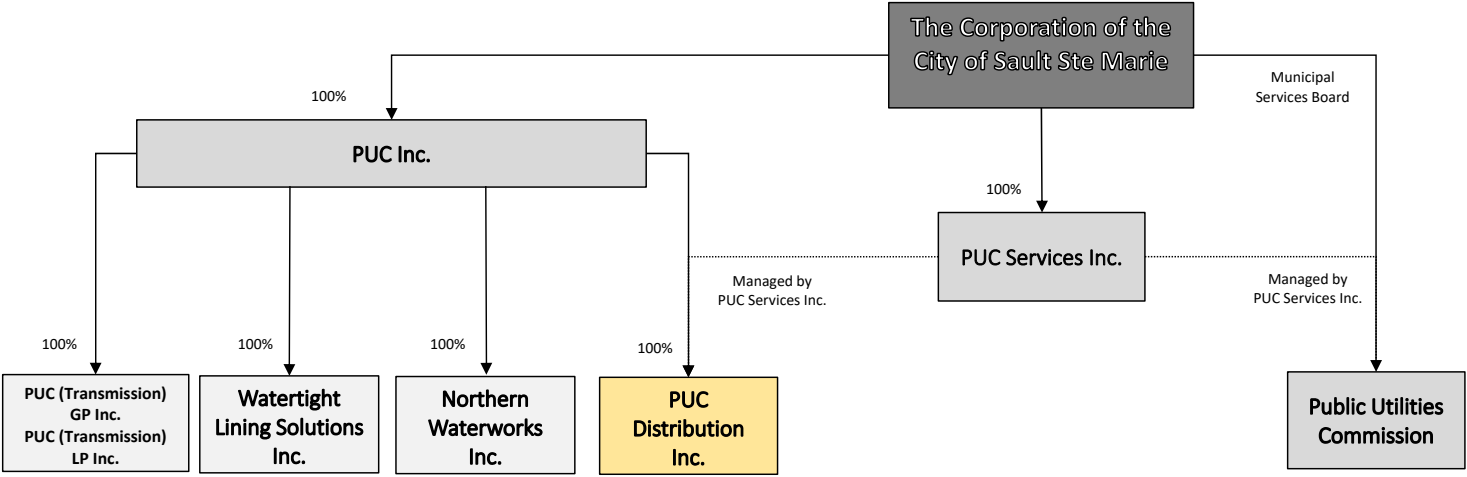 The Corporation of the
City of Sault Ste Marie
Municipal
Services Board
100%
PUC Inc.
100%
PUC Services Inc.
Managed by
PUC Services Inc.
Managed by
PUC Services Inc.
100%
100%
100%
100%
PUC (Transmission)
GP Inc.
PUC (Transmission)
LP Inc.
Watertight
Lining Solutions
Inc.
Northern
Waterworks
Inc.
PUC
Distribution
Inc.
Public Utilities
Commission